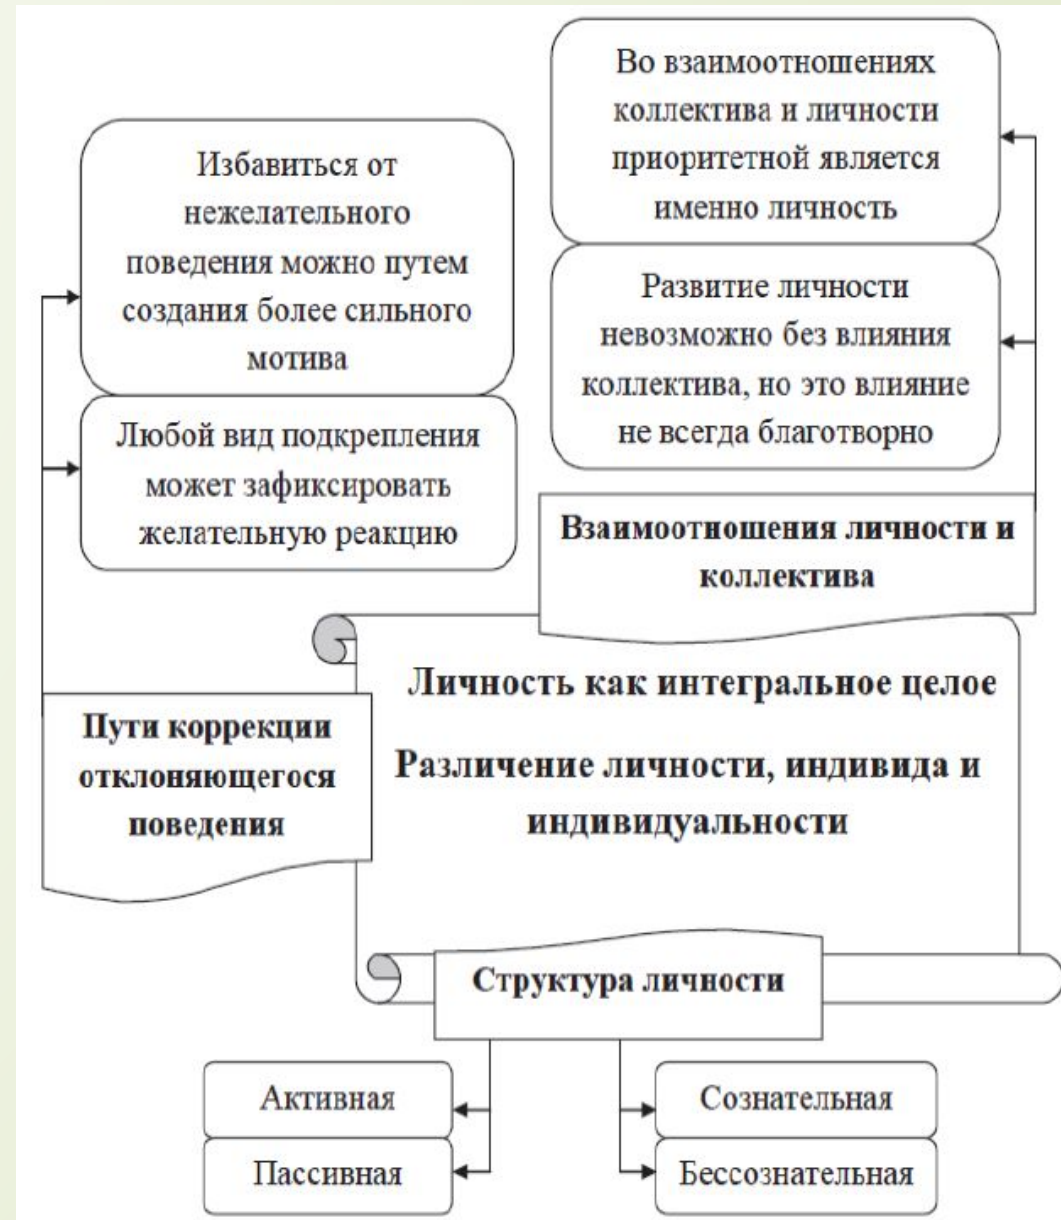 Во взаимоотношениях
коллектива и личности
приоритетной является
именно личность
Развитие личности
невозможно без влияния
коллектива, но это влияние
не всегда благотворно
Взаимоотношения личности и
коллектива
Избавиться от
нежелательного
поведения можно путем
создания более сильного
мотива
Любой вид подкрепления
может зафиксировать
желательную реакцию
Пути коррекции
отклоняющегося
поведения
Личность как интегральное целое
Различение личности, индивида и
индивидуальности
Структура личности
Активная
Пассивная
Сознательная
Бессознательная